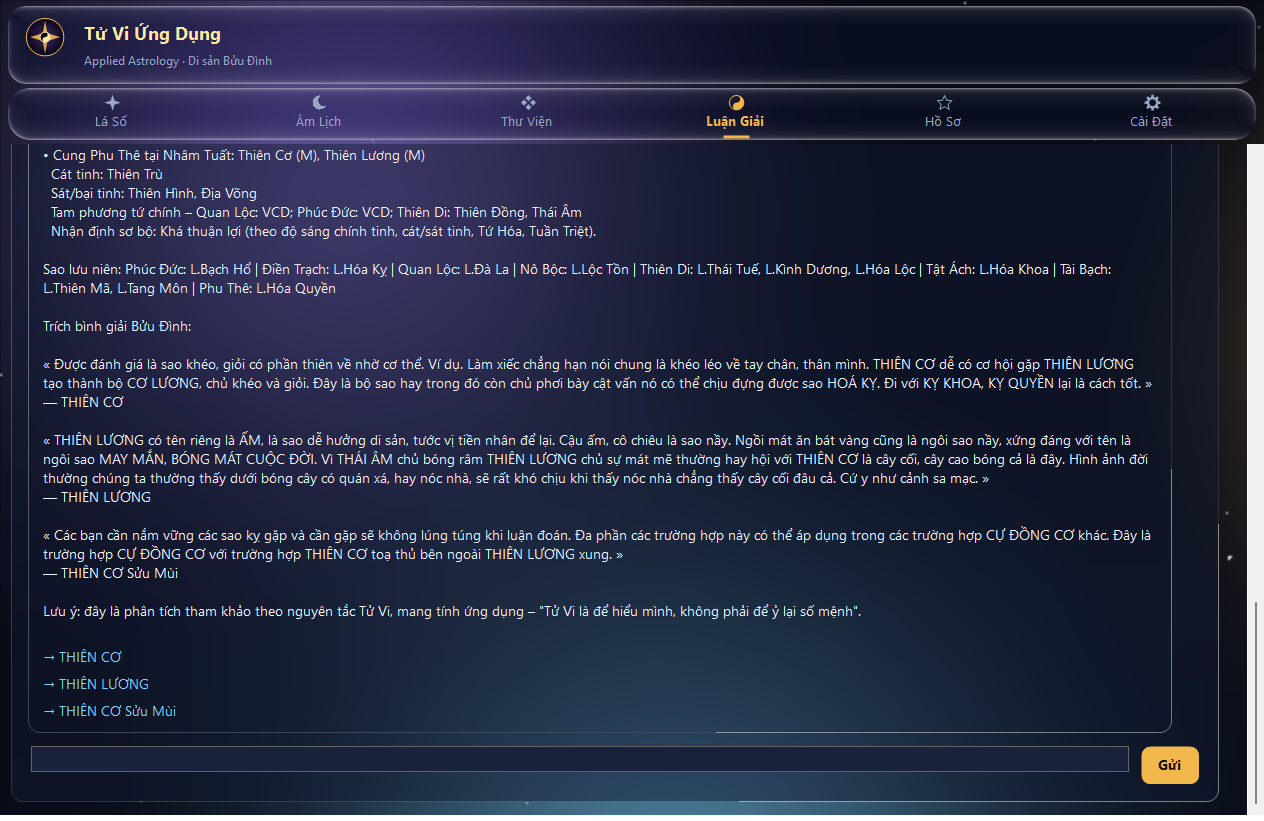 Tử Vi Ứng Dụng
Applied Astrology · Di sản Bửu Đình
Lá Số
Âm Lịch
Thư Viện
Luận Giải
Hồ Sơ
Cài Đặt
• Cung Phu Thê tại Nhâm Tuất: Thiên Cơ (M), Thiên Lương (M)
Cát tinh: Thiên Trù
Sát/bại tinh: Thiên Hình, Địa Võng
Tam phương tứ chính – Quan Lộc: VCD; Phúc Đức: VCD; Thiên Di: Thiên Đồng, Thái Âm
Nhận định sơ bộ: Khá thuận lợi (theo độ sáng chính tinh, cát/sát tinh, Tứ Hóa, Tuần Triệt).
Sao lưu niên: Phúc Đức: L.Bạch Hổ | Điền Trạch: L.Hóa Kỵ | Quan Lộc: L.Đà La | Nô Bộc: L.Lộc Tồn | Thiên Di: L.Thái Tuế, L.Kình Dương, L.Hóa Lộc | Tật Ách: L.Hóa Khoa | Tài Bạch:
L.Thiên Mã, L.Tang Môn | Phu Thê: L.Hóa Quyền
Trích bình giải Bửu Đình:
« Được đánh giá là sao khéo, giỏi có phần thiên về nhờ cơ thể. Ví dụ. Làm xiếc chẳng hạn nói chung là khéo léo về tay chân, thân mình. THIÊN CƠ dễ có cơ hội gặp THIÊN LƯƠNG
tạo thành bộ CƠ LƯƠNG, chủ khéo và giỏi. Đây là bộ sao hay trong đó còn chủ phơi bày cật vấn nó có thể chịu đựng được sao HOÁ KỴ. Đi với KỴ KHOA, KỴ QUYỀN lại là cách tốt. »
— THIÊN CƠ
« THIÊN LƯƠNG có tên riêng là ẤM, là sao dễ hưởng di sản, tước vị tiền nhân để lại. Cậu ấm, cô chiêu là sao nầy. Ngồi mát ăn bát vàng cũng là ngôi sao nầy, xứng đáng với tên là
ngôi sao MAY MẮN, BÓNG MÁT CUỘC ĐỜI. Vì THÁI ÂM chủ bóng râm THIÊN LƯƠNG chủ sự mát mẽ thường hay hội với THIÊN CƠ là cây cối, cây cao bóng cả là đây. Hình ảnh đời
thường chúng ta thường thấy dưới bóng cây có quán xá, hay nóc nhà, sẽ rất khó chịu khi thấy nóc nhà chẳng thấy cây cối đâu cả. Cứ y như cảnh sa mạc. »
— THIÊN LƯƠNG
« Các bạn cần nắm vững các sao kỵ gặp và cần gặp sẽ không lúng túng khi luận đoán. Đa phần các trường hợp này có thể áp dụng trong các trường hợp CỰ ĐỒNG CƠ khác. Đây là
trường hợp CỰ ĐỒNG CƠ với trường hợp THIÊN CƠ toạ thủ bên ngoài THIÊN LƯƠNG xung. »
— THIÊN CƠ Sửu Mùi
Lưu ý: đây là phân tích tham khảo theo nguyên tắc Tử Vi, mang tính ứng dụng – "Tử Vi là để hiểu mình, không phải để ỷ lại số mệnh".
→ THIÊN CƠ
→ THIÊN LƯƠNG
→ THIÊN CƠ Sửu Mùi
Gửi